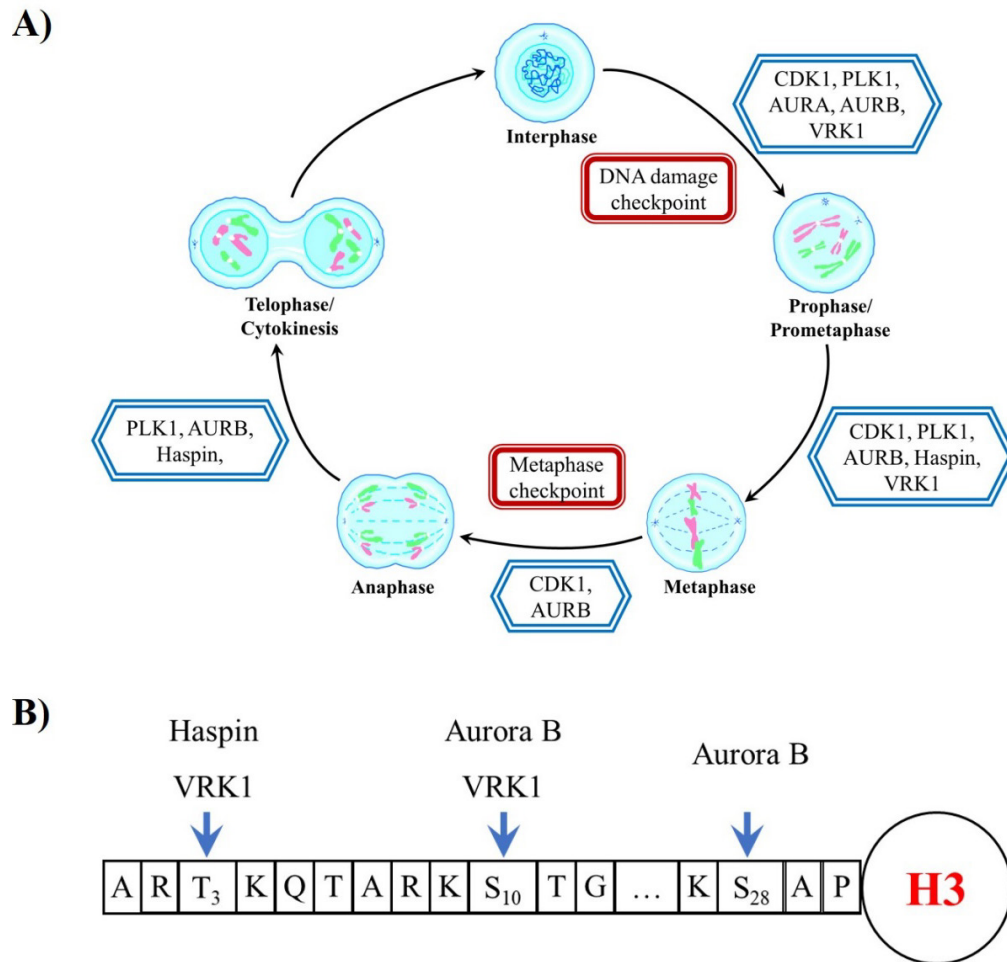 A)
Interphase
CDK1, PLK1,
AURA, AURB,
VRK1
DNA damage
checkpoint
Prophase/
Prometaphase
CDK1, PLK1,
AURB, Haspin,
VRK1
Metaphase
CDK1,
AURB
Metaphase
checkpoint
Anaphase
PLK1, AURB,
Haspin,
Telophase/
Cytokinesis
B)
Haspin
VRK1
Aurora B
VRK1
Aurora B
A R T₃ K Q T A R K S₁₀ T G ... K S₂₈ A P H3